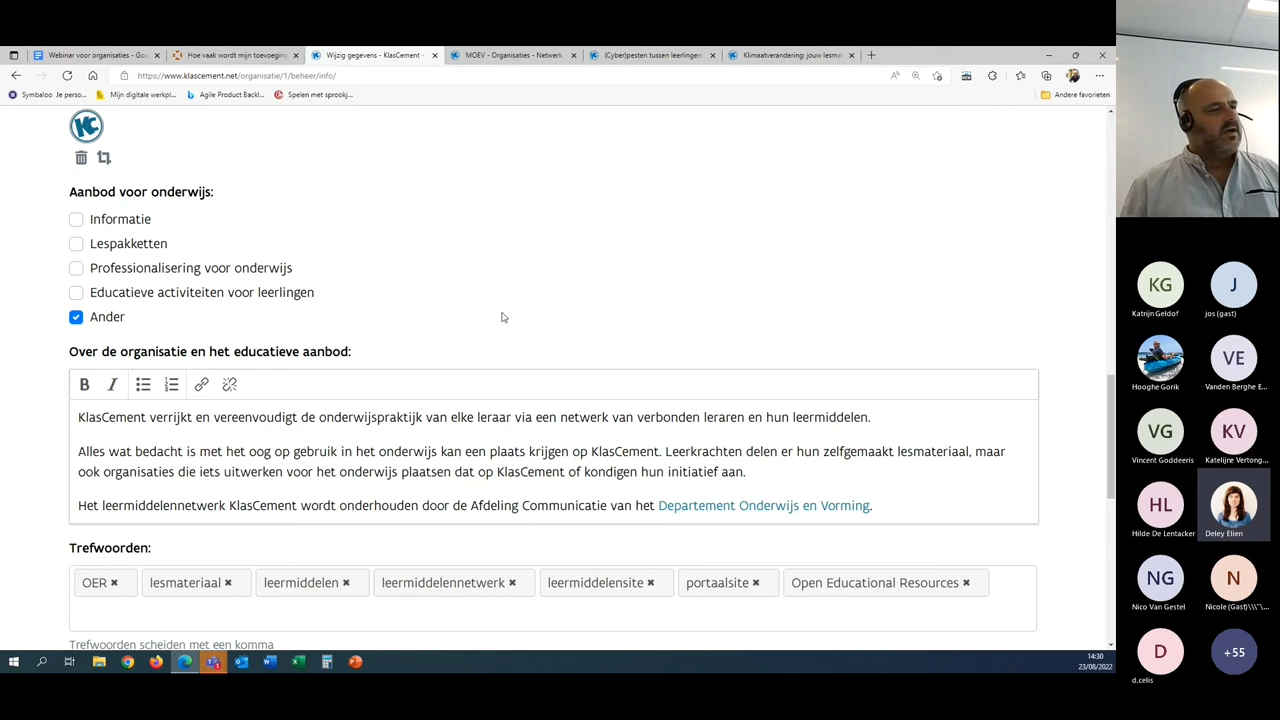 Webinar voor organisaties - Goo
Hoe vaak wordt mijn toevoeging
Wijzig gegevens - KlasCement -
MOEV - Organisaties - Netwerk
(Cyber)pesten tussen leerlingen
Klimaatverandering: jouw lesmat
https://www.klascement.net/organisatie/1/beheer/info/
Symbaloo Je perso...
Mijn digitale werkpl...
Agile Product Backl...
Spelen met sprookj...
Andere favorieten
KC
Aanbod voor onderwijs:
Informatie
Lespakketten
Professionalisering voor onderwijs
Educatieve activiteiten voor leerlingen
Ander
Over de organisatie en het educatieve aanbod:
B I
KlasCement verrijkt en vereenvoudigt de onderwijspraktijk van elke leraar via een netwerk van verbonden leraren en hun leermiddelen.
Alles wat bedacht is met het oog op gebruik in het onderwijs kan een plaats krijgen op KlasCement. Leerkrachten delen er hun zelfgemaakt lesmateriaal, maar
ook organisaties die iets uitwerken voor het onderwijs plaatsen dat op KlasCement of kondigen hun initiatief aan.
Het leermiddelennetwerk KlasCement wordt onderhouden door de Afdeling Communicatie van het Departement Onderwijs en Vorming.
Trefwoorden:
OER ✖ lesmateriaal ✖ leermiddelen ✖ leermiddelennetwerk ✖ leermiddelensite ✖ portaalsite ✖ Open Educational Resources ✖
Trefwoorden scheiden met een komma
14:30
23/08/2022
KG
Katrijn Geldof
J
jos (gast)
Hooghe Gorik
VE
Vanden Berghe E...
VG
Vincent Goddeeris
KV
Katelijne Vertong...
HL
Hilde De Lentacker
Deley Elien
NG
Nico Van Gestel
N
Nicole (Gast)\\\"\...
D
d.celis
+55